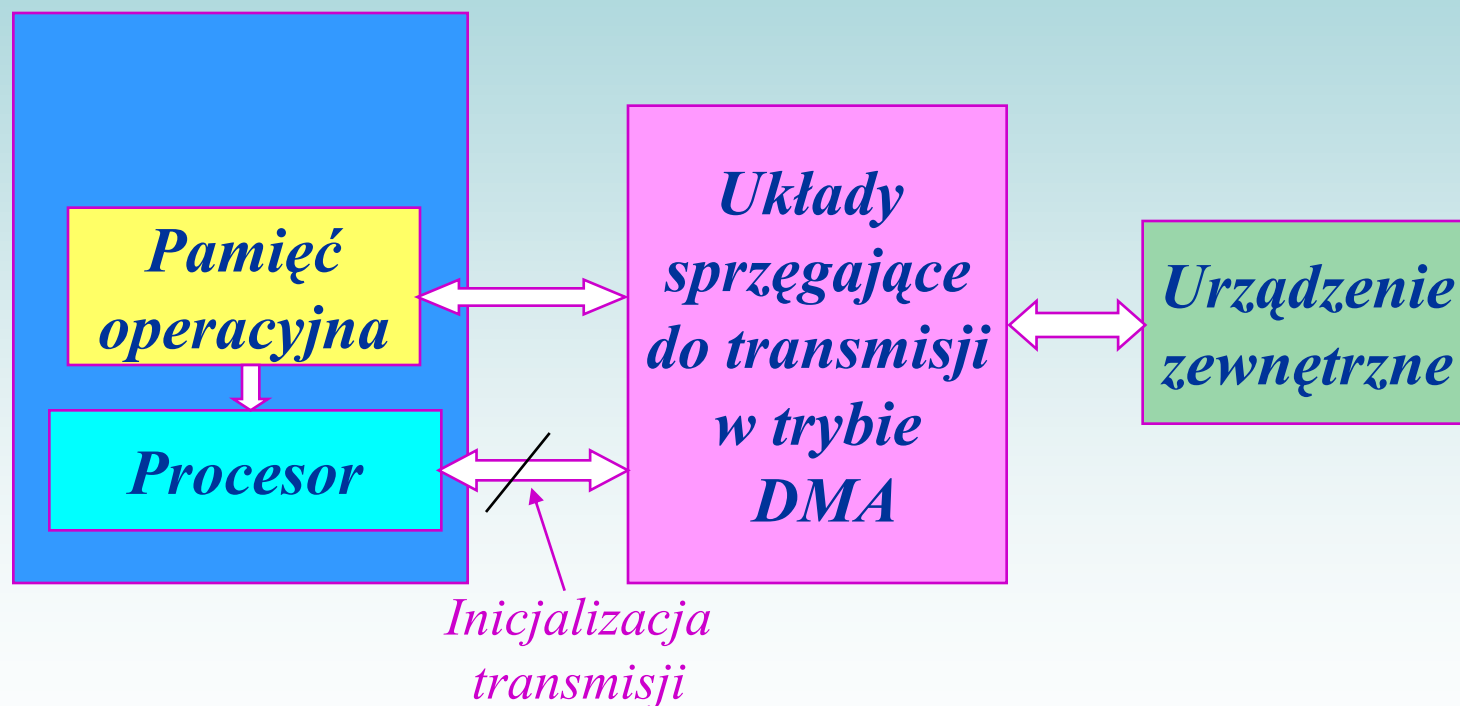 Pamięć
operacyjna
Procesor
Układy
sprzęgające
do transmisji
w trybie
DMA
Urządzenie
zewnętrzne
Inicjalizacja
transmisji